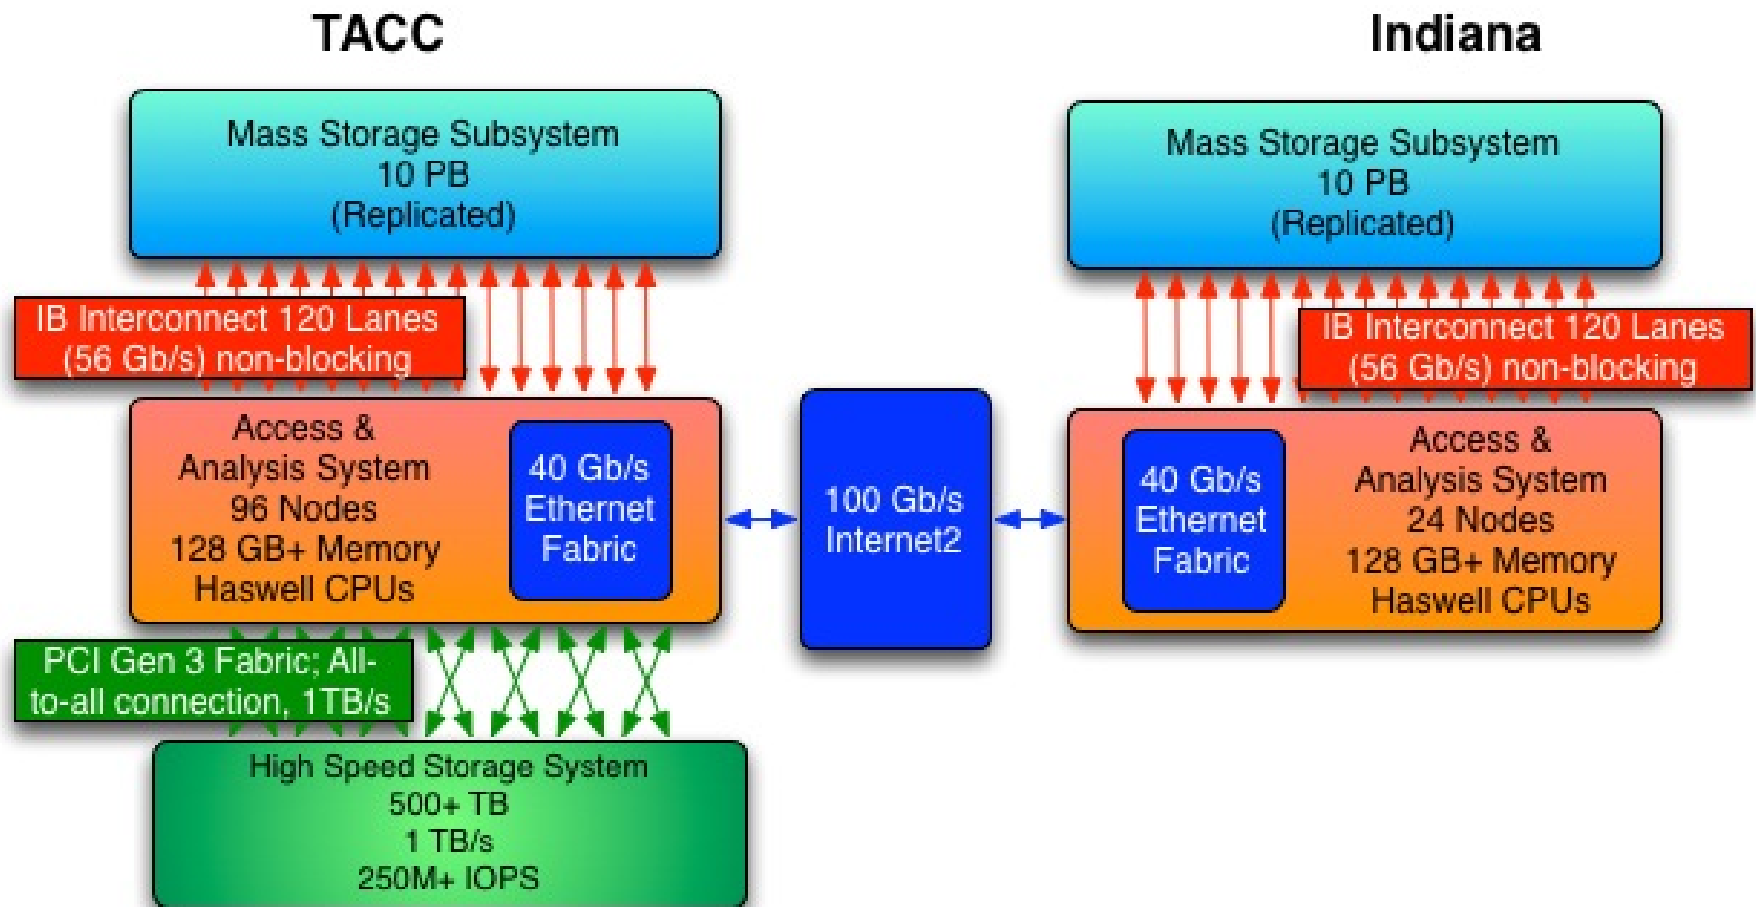 TACC
Mass Storage Subsystem
10 PB
(Replicated)
IB Interconnect 120 Lanes
(56 Gb/s) non-blocking
Access &
Analysis System
96 Nodes
128 GB+ Memory
Haswell CPUs
40 Gb/s
Ethernet
Fabric
PCI Gen 3 Fabric; All-
to-all connection, 1TB/s
High Speed Storage System
500+ TB
1 TB/s
250M+ IOPS
100 Gb/s
Internet2
Indiana
Mass Storage Subsystem
10 PB
(Replicated)
IB Interconnect 120 Lanes
(56 Gb/s) non-blocking
40 Gb/s
Ethernet
Fabric
Access &
Analysis System
24 Nodes
128 GB+ Memory
Haswell CPUs